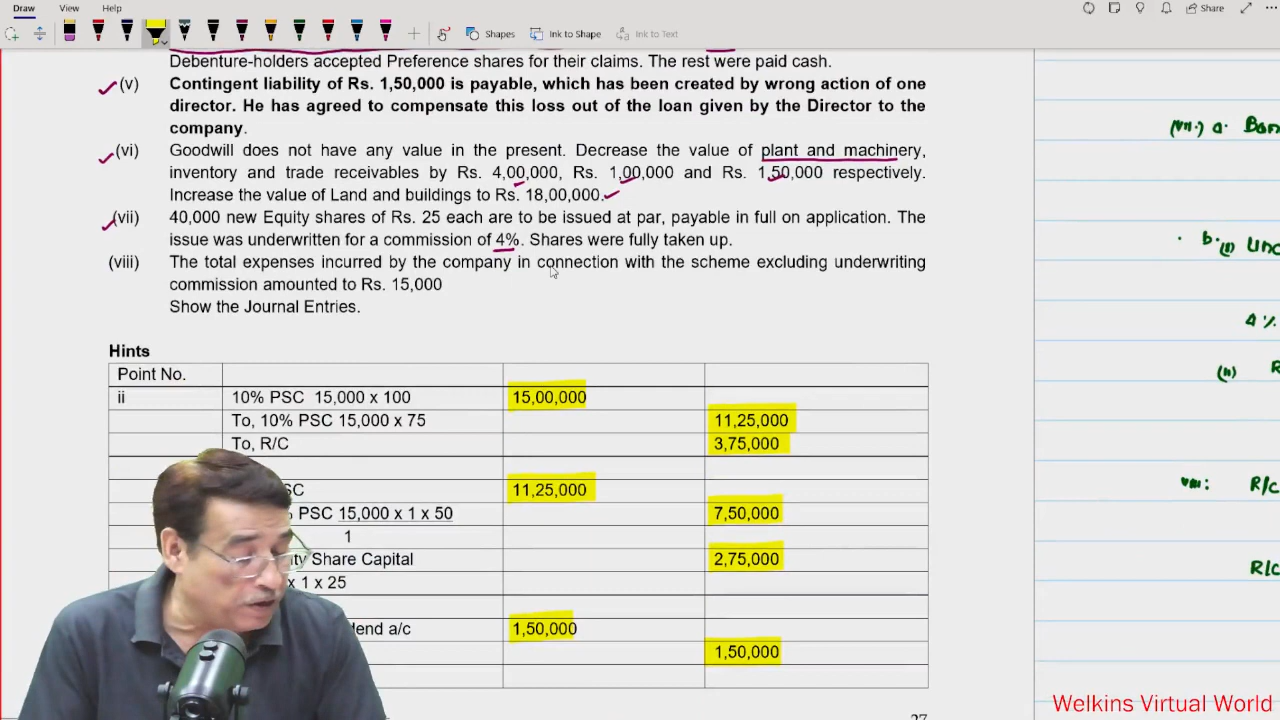 Draw View Help
Share
Shapes Ink to Shape Ink to Text
Debenture-holders accepted Preference shares for their claims. The rest were paid cash.
(v) Contingent liability of Rs. 1,50,000 is payable, which has been created by wrong action of one
director. He has agreed to compensate this loss out of the loan given by the Director to the
company.
(vi) Goodwill does not have any value in the present. Decrease the value of plant and machinery,
inventory and trade receivables by Rs. 4,00,000, Rs. 1,00,000 and Rs. 1,50,000 respectively.
Increase the value of Land and buildings to Rs. 18,00,000.
(vii) 40,000 new Equity shares of Rs. 25 each are to be issued at par, payable in full on application. The
issue was underwritten for a commission of 4%. Shares were fully taken up.
(viii) The total expenses incurred by the company in connection with the scheme excluding underwriting
commission amounted to Rs. 15,000
Show the Journal Entries.
Hints
Point No.
ii 10% PSC 15,000 x 100 15,00,000
To, 10% PSC 15,000 x 75 11,25,000
To, R/C 3,75,000
SC 11,25,000
PSC 15,000 x 1 x 50 7,50,000
1
ty Share Capital 2,75,000
x 1 x 25
dend a/c 1,50,000
1,50,000
(vii.) a. Ban
b. (i) Und
4%
(ii) R
viii: R/C
R/C
Welkins Virtual World